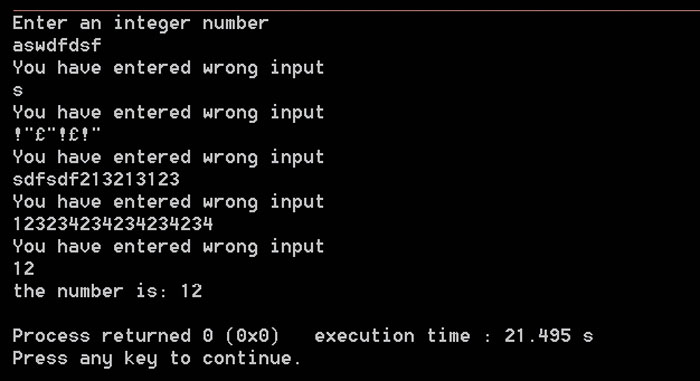 Enter an integer number
aswdfdsf
You have entered wrong input
s
You have entered wrong input
!"£"!£!"
You have entered wrong input
sdfsdf213213123
You have entered wrong input
123234234234234234
You have entered wrong input
12
the number is: 12
Process returned 0 (0x0)   execution time : 21.495 s
Press any key to continue.